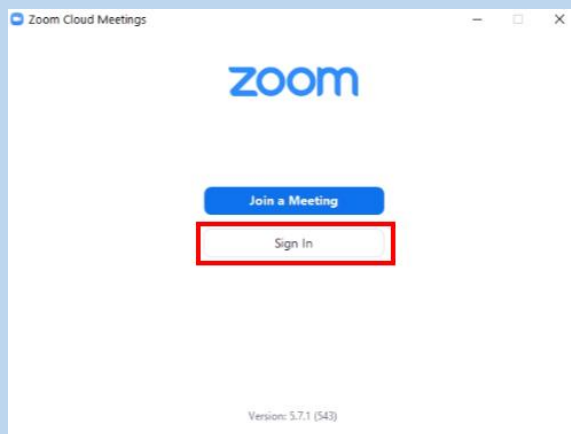 Zoom Cloud Meetings
zoom
Join a Meeting
Sign In
Version: 5.7.1 (543)